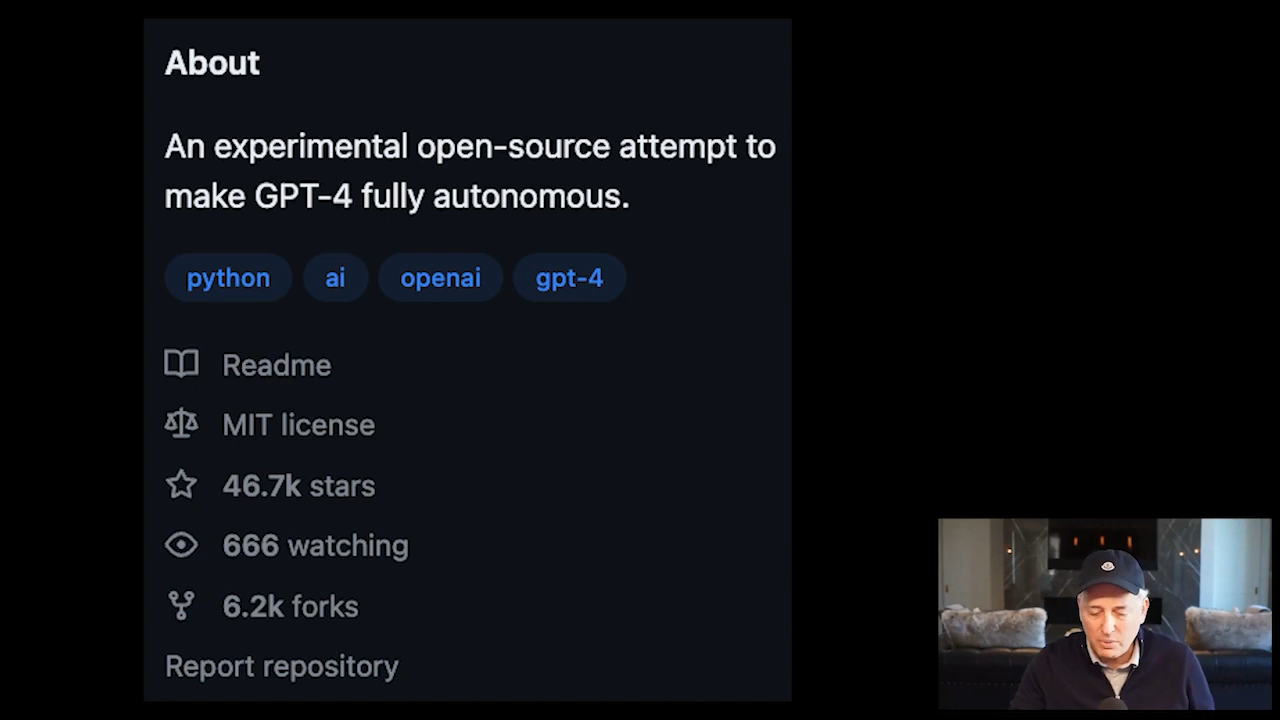 About
An experimental open-source attempt to
make GPT-4 fully autonomous.
python ai openai gpt-4
Readme
MIT license
46.7k stars
666 watching
6.2k forks
Report repository